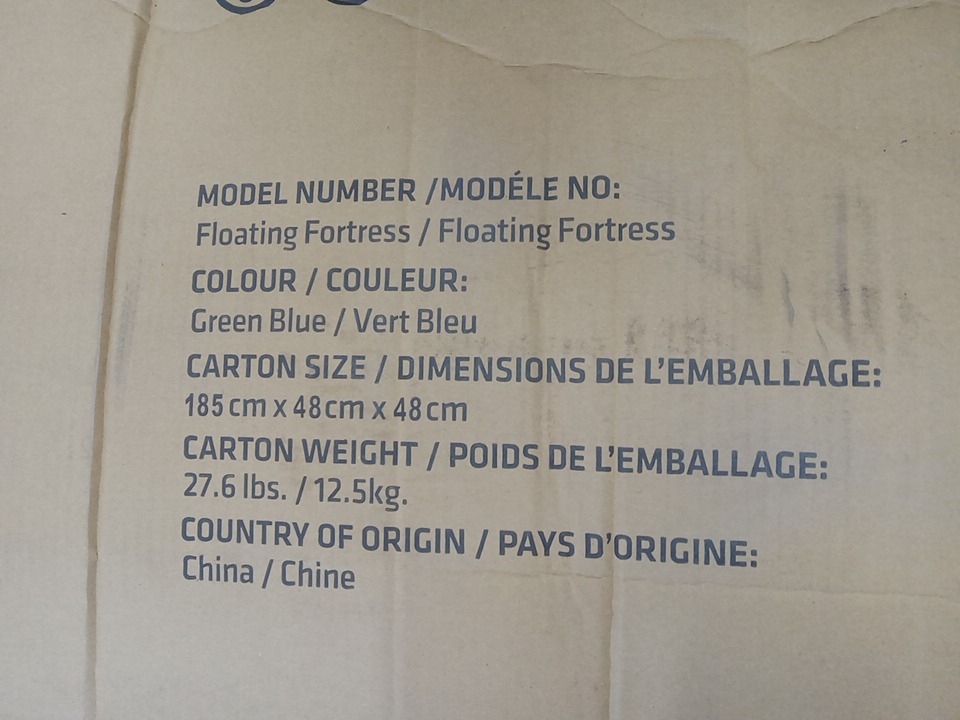 MODEL NUMBER /MODÉLE NO:
Floating Fortress / Floating Fortress
COLOUR / COULEUR:
Green Blue / Vert Bleu
CARTON SIZE / DIMENSIONS DE L'EMBALLAGE:
185 cm x 48 cm x 48 cm
CARTON WEIGHT / POIDS DE L'EMBALLAGE:
27.6 lbs. / 12.5kg.
COUNTRY OF ORIGIN / PAYS D'ORIGINE:
China / Chine